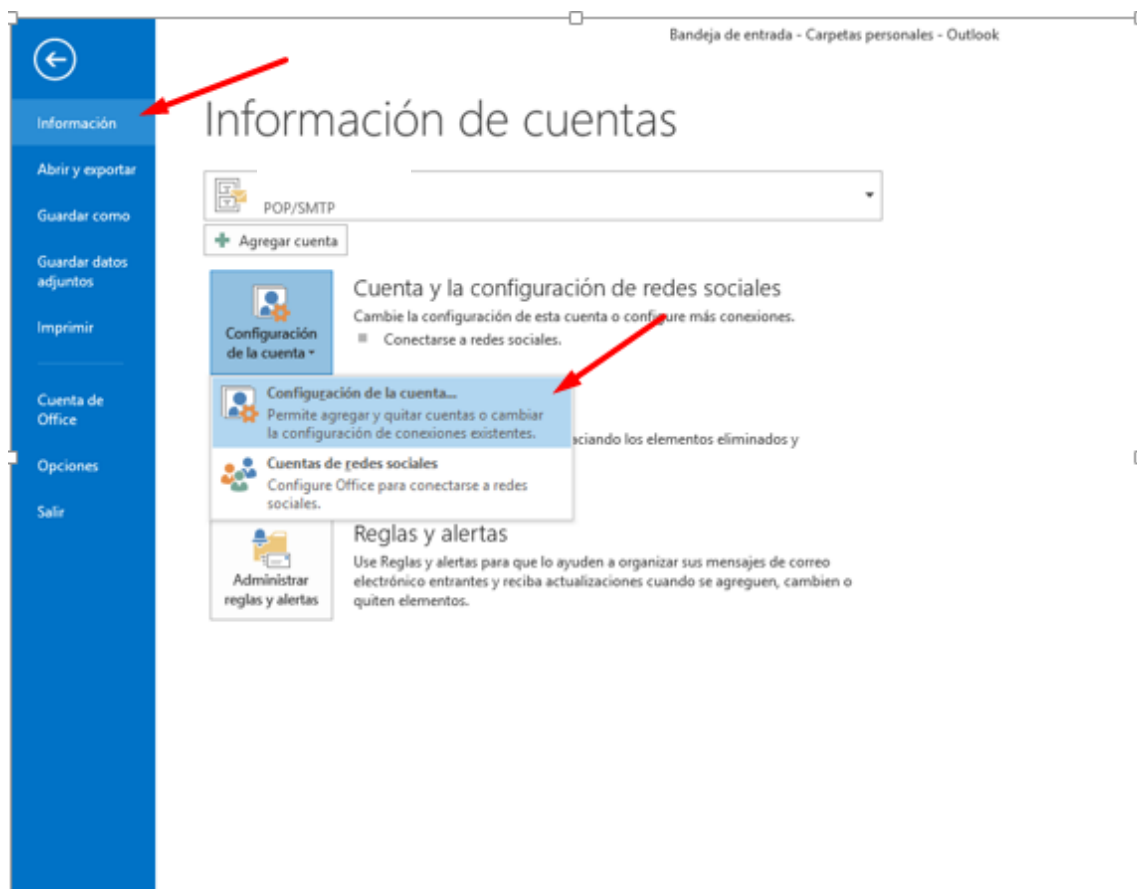 Bandeja de entrada - Carpetas personales - Outlook
Información
Abrir y exportar
Guardar como
Guardar datos
adjuntos
Imprimir
Cuenta de
Office
Opciones
Salir
Información de cuentas
POP/SMTP
Agregar cuenta
Configuración
de la cuenta
Cuenta y la configuración de redes sociales
Cambie la configuración de esta cuenta o configure más conexiones.
Conectarse a redes sociales.
Configuración de la cuenta...
Permite agregar y quitar cuentas o cambiar
la configuración de conexiones existentes.
aciando los elementos eliminados y
Cuentas de redes sociales
Configure Office para conectarse a redes
sociales.
Administrar
reglas y alertas
Reglas y alertas
Use Reglas y alertas para que lo ayuden a organizar sus mensajes de correo
electrónico entrantes y reciba actualizaciones cuando se agreguen, cambien o
quiten elementos.